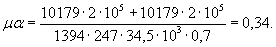 μα = (10179·2·10⁵ + 10179·2·10⁵) / (1394·247·34,5·10³·0,7) = 0,34.